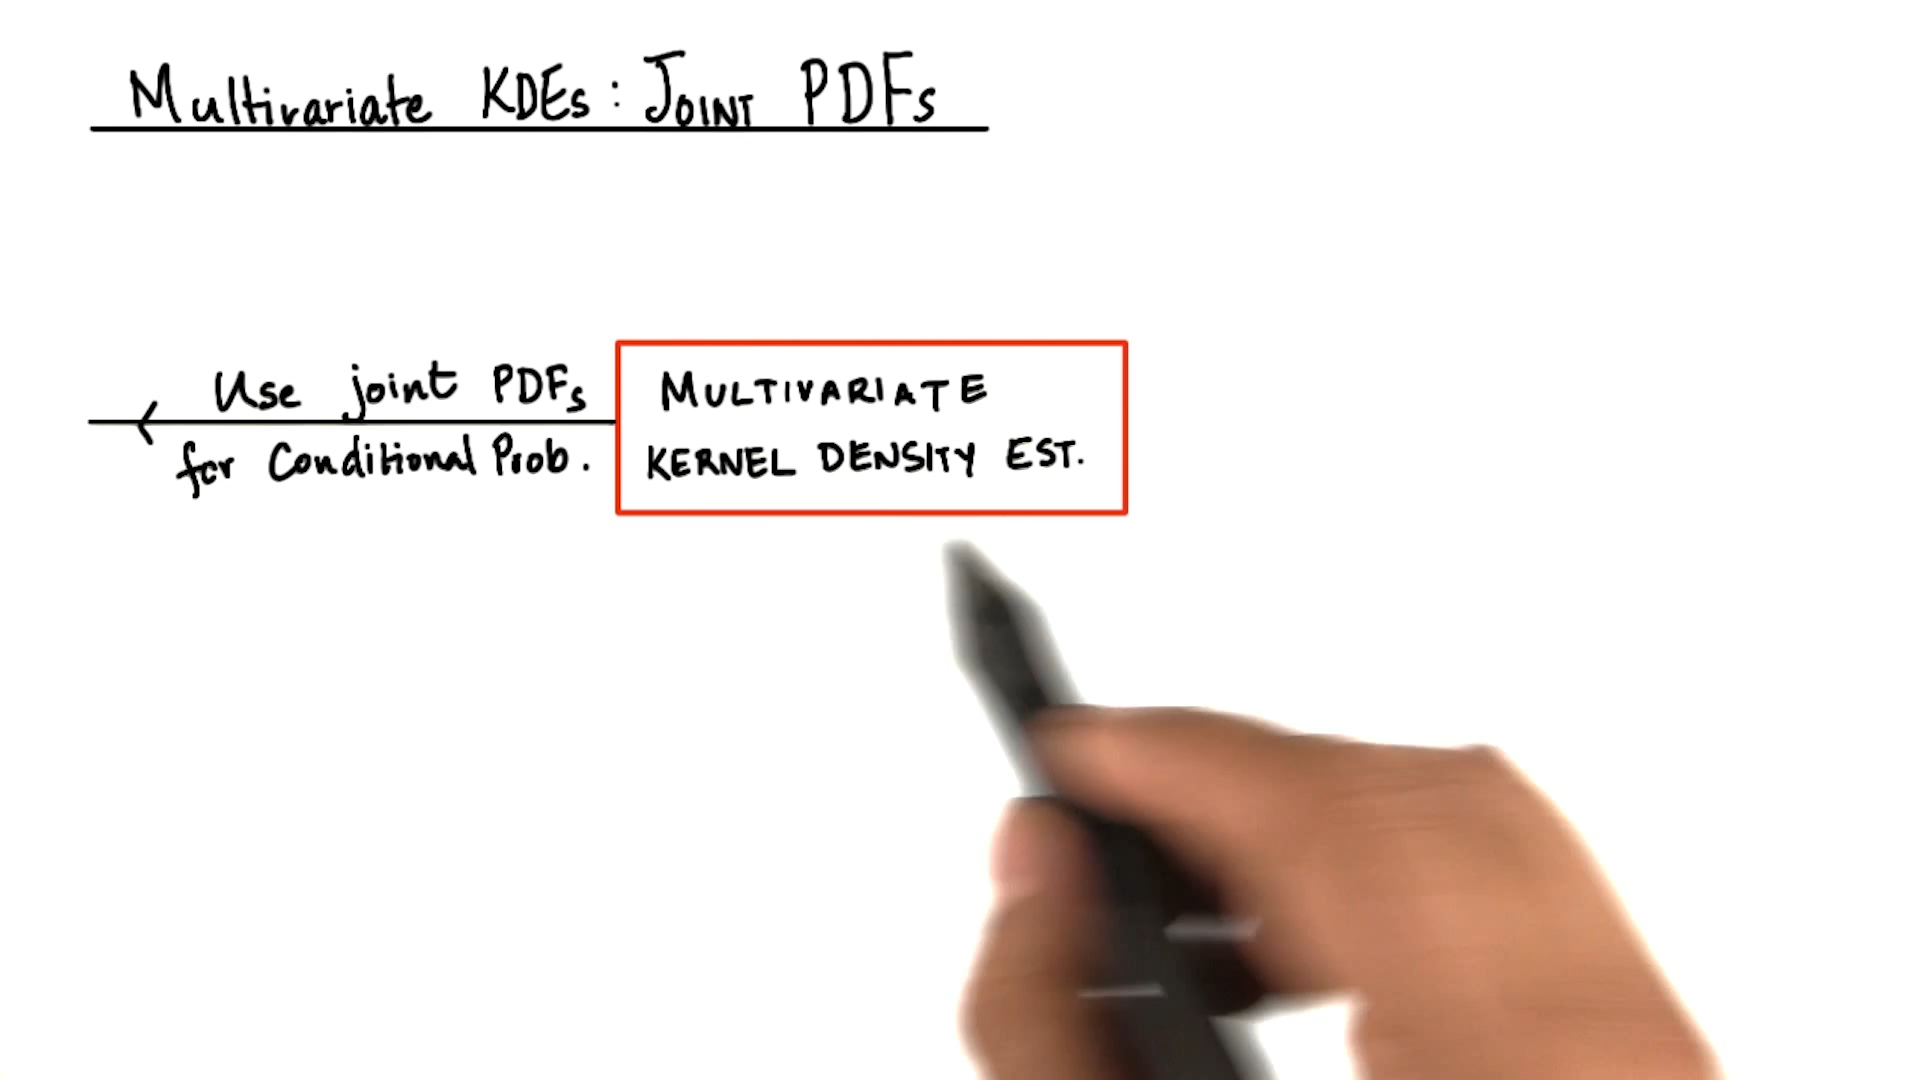 Multivariate KDEs: JOINT PDFs
Use joint PDFs
for Conditional Prob.
MULTIVARIATE
KERNEL DENSITY EST.